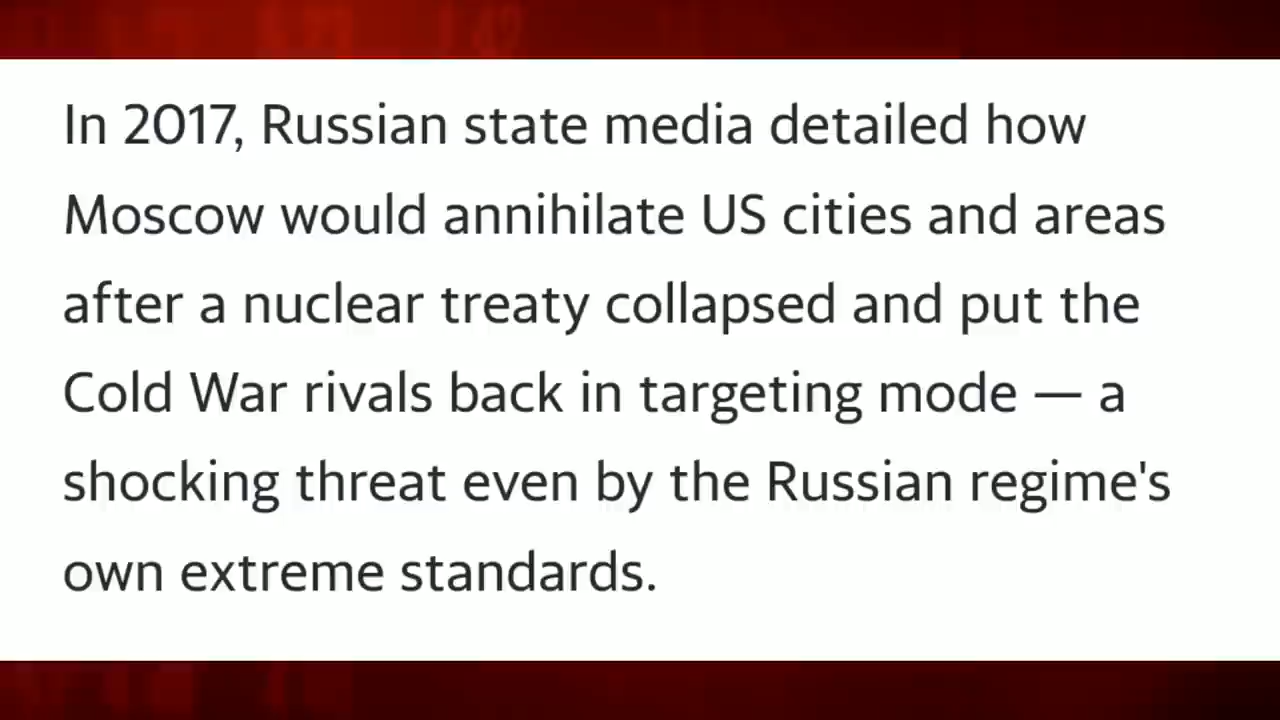 In 2017, Russian state media detailed how
Moscow would annihilate US cities and areas
after a nuclear treaty collapsed and put the
Cold War rivals back in targeting mode — a
shocking threat even by the Russian regime's
own extreme standards.